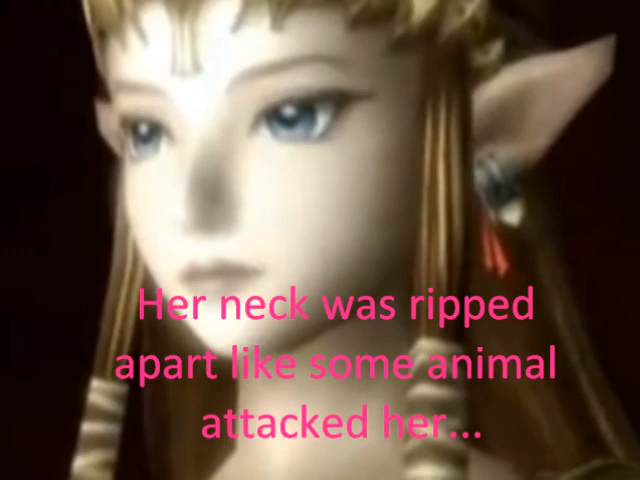 Her neck was ripped
apart like some animal
attacked her...